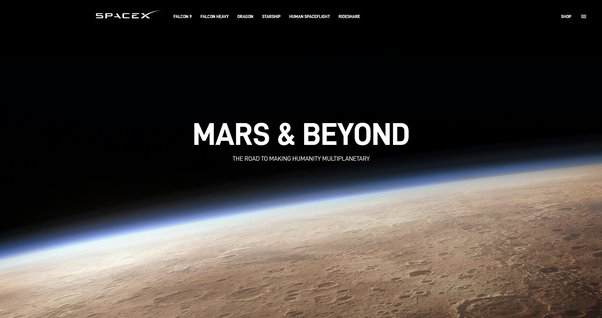 SPACEX
FALCON 9 FALCON HEAVY DRAGON STARSHIP HUMAN SPACEFLIGHT RIDESHARE SHOP
MARS & BEYOND
THE ROAD TO MAKING HUMANITY MULTIPLANETARY